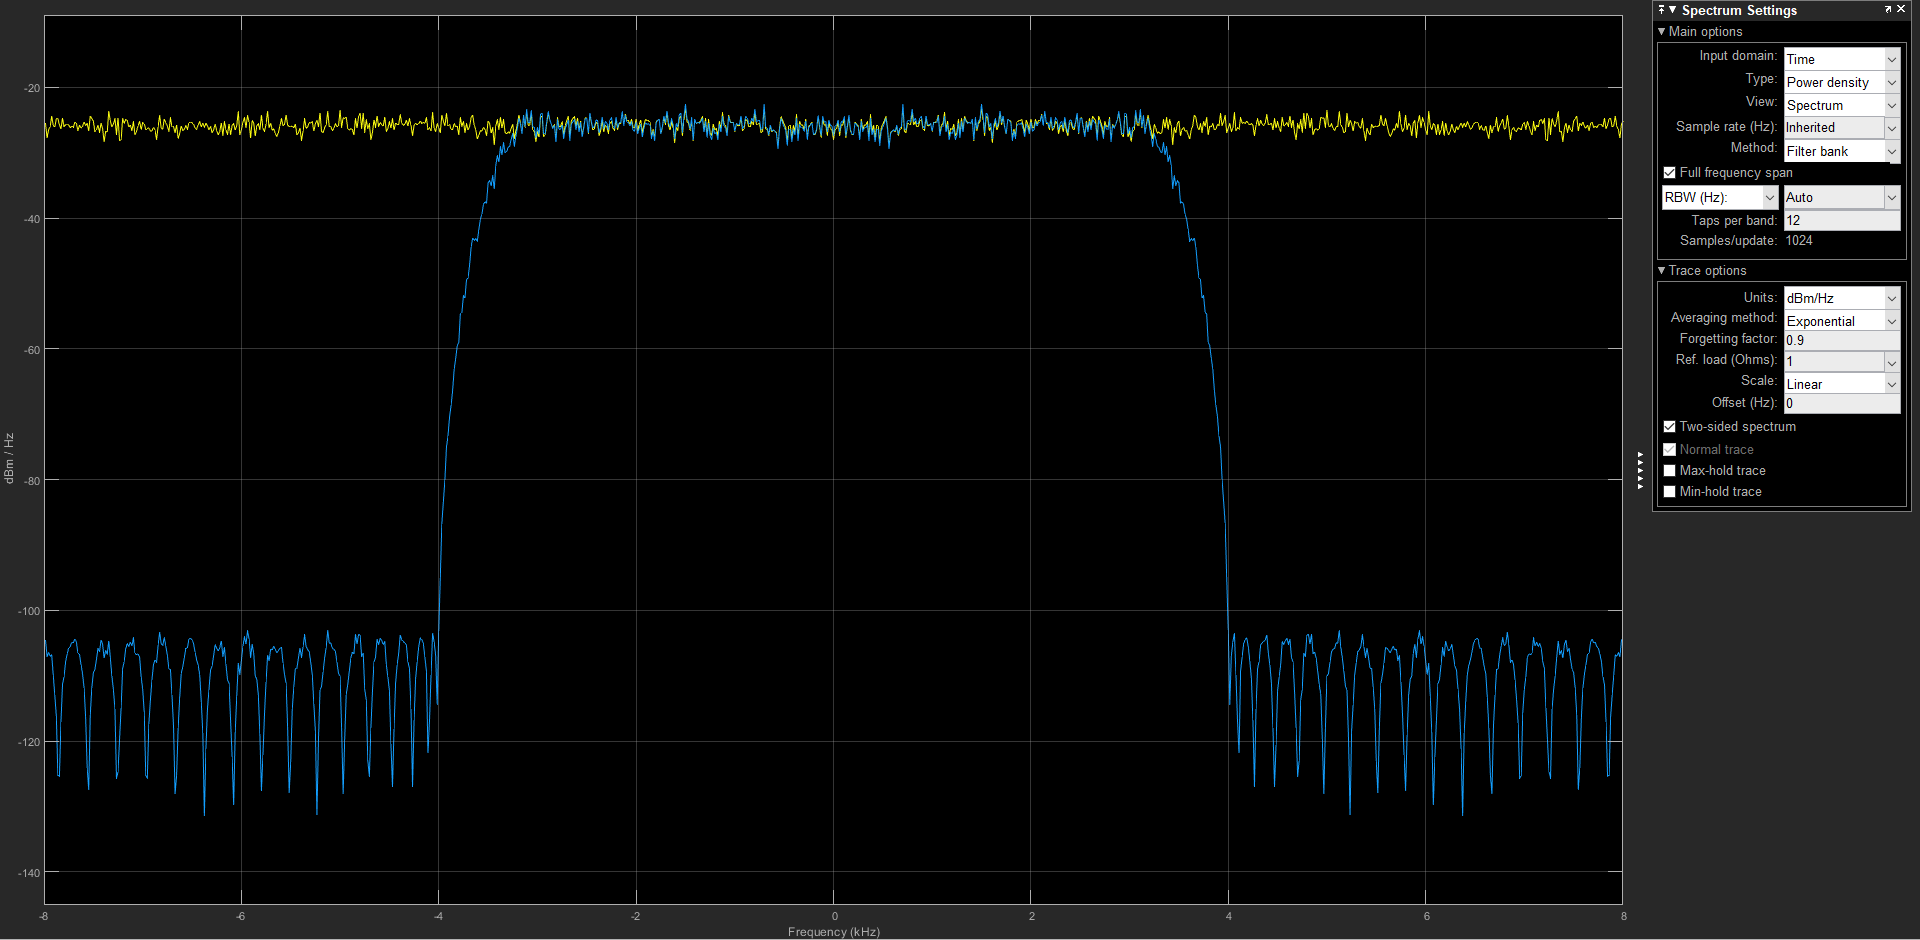 -20
-40
-60
-80
-100
-120
-140
dBm / Hz
-8
-6
-4
-2
0
2
4
6
8
Frequency (kHz)
Spectrum Settings
Main options
Input domain: Time
Type: Power density
View: Spectrum
Sample rate (Hz): Inherited
Method: Filter bank
Full frequency span
RBW (Hz): Auto
Taps per band: 12
Samples/update: 1024
Trace options
Units: dBm/Hz
Averaging method: Exponential
Forgetting factor: 0.9
Ref. load (Ohms): 1
Scale: Linear
Offset (Hz): 0
Two-sided spectrum
Normal trace
Max-hold trace
Min-hold trace